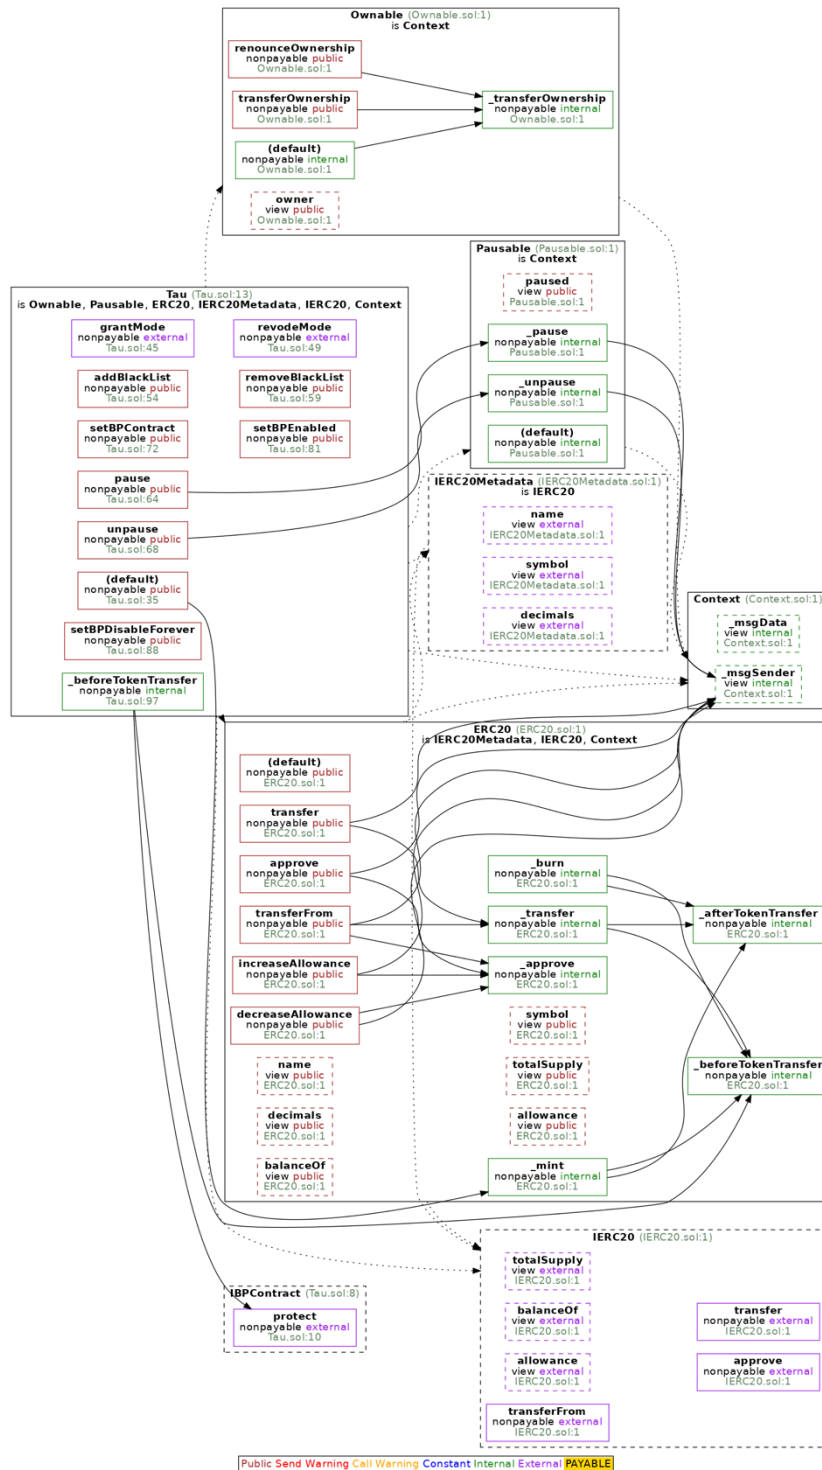 Ownable (Ownable.sol:1)
is Context
renounceOwnership
nonpayable public
Ownable.sol:1
transferOwnership
nonpayable public
Ownable.sol:1
_transferOwnership
nonpayable internal
Ownable.sol:1
(default)
nonpayable internal
Ownable.sol:1
owner
view public
Ownable.sol:1
Pausable (Pausable.sol:1)
is Context
paused
view public
Pausable.sol:1
_pause
nonpayable internal
Pausable.sol:1
_unpause
nonpayable internal
Pausable.sol:1
(default)
nonpayable internal
Pausable.sol:1
Tau (Tau.sol:13)
is Ownable, Pausable, ERC20, IERC20Metadata, IERC20, Context
grantMode
nonpayable external
Tau.sol:45
revodeMode
nonpayable external
Tau.sol:49
addBlackList
nonpayable public
Tau.sol:54
removeBlackList
nonpayable public
Tau.sol:59
setBPContract
nonpayable public
Tau.sol:72
setBPEnabled
nonpayable public
Tau.sol:81
pause
nonpayable public
Tau.sol:64
unpause
nonpayable public
Tau.sol:68
(default)
nonpayable public
Tau.sol:35
setBPDisableForever
nonpayable public
Tau.sol:88
_beforeTokenTransfer
nonpayable internal
Tau.sol:97
IERC20Metadata (IERC20Metadata.sol:1)
is IERC20
name
view external
IERC20Metadata.sol:1
symbol
view external
IERC20Metadata.sol:1
decimals
view external
IERC20Metadata.sol:1
Context (Context.sol:1)
_msgData
view internal
Context.sol:1
_msgSender
view internal
Context.sol:1
ERC20 (ERC20.sol:1)
is IERC20Metadata, IERC20, Context
(default)
nonpayable public
ERC20.sol:1
transfer
nonpayable public
ERC20.sol:1
approve
nonpayable public
ERC20.sol:1
_burn
nonpayable internal
ERC20.sol:1
transferFrom
nonpayable public
ERC20.sol:1
_transfer
nonpayable internal
ERC20.sol:1
_afterTokenTransfer
nonpayable internal
ERC20.sol:1
increaseAllowance
nonpayable public
ERC20.sol:1
_approve
nonpayable internal
ERC20.sol:1
decreaseAllowance
nonpayable public
ERC20.sol:1
symbol
view public
ERC20.sol:1
name
view public
ERC20.sol:1
totalSupply
view public
ERC20.sol:1
_beforeTokenTransfer
nonpayable internal
ERC20.sol:1
decimals
view public
ERC20.sol:1
allowance
view public
ERC20.sol:1
balanceOf
view public
ERC20.sol:1
_mint
nonpayable internal
ERC20.sol:1
IBPContract (Tau.sol:8)
protect
nonpayable external
Tau.sol:10
IERC20 (IERC20.sol:1)
totalSupply
view external
IERC20.sol:1
balanceOf
view external
IERC20.sol:1
transfer
nonpayable external
IERC20.sol:1
allowance
view external
IERC20.sol:1
approve
nonpayable external
IERC20.sol:1
transferFrom
nonpayable external
IERC20.sol:1
Public Send Warning Call Warning Constant Internal External PAYABLE